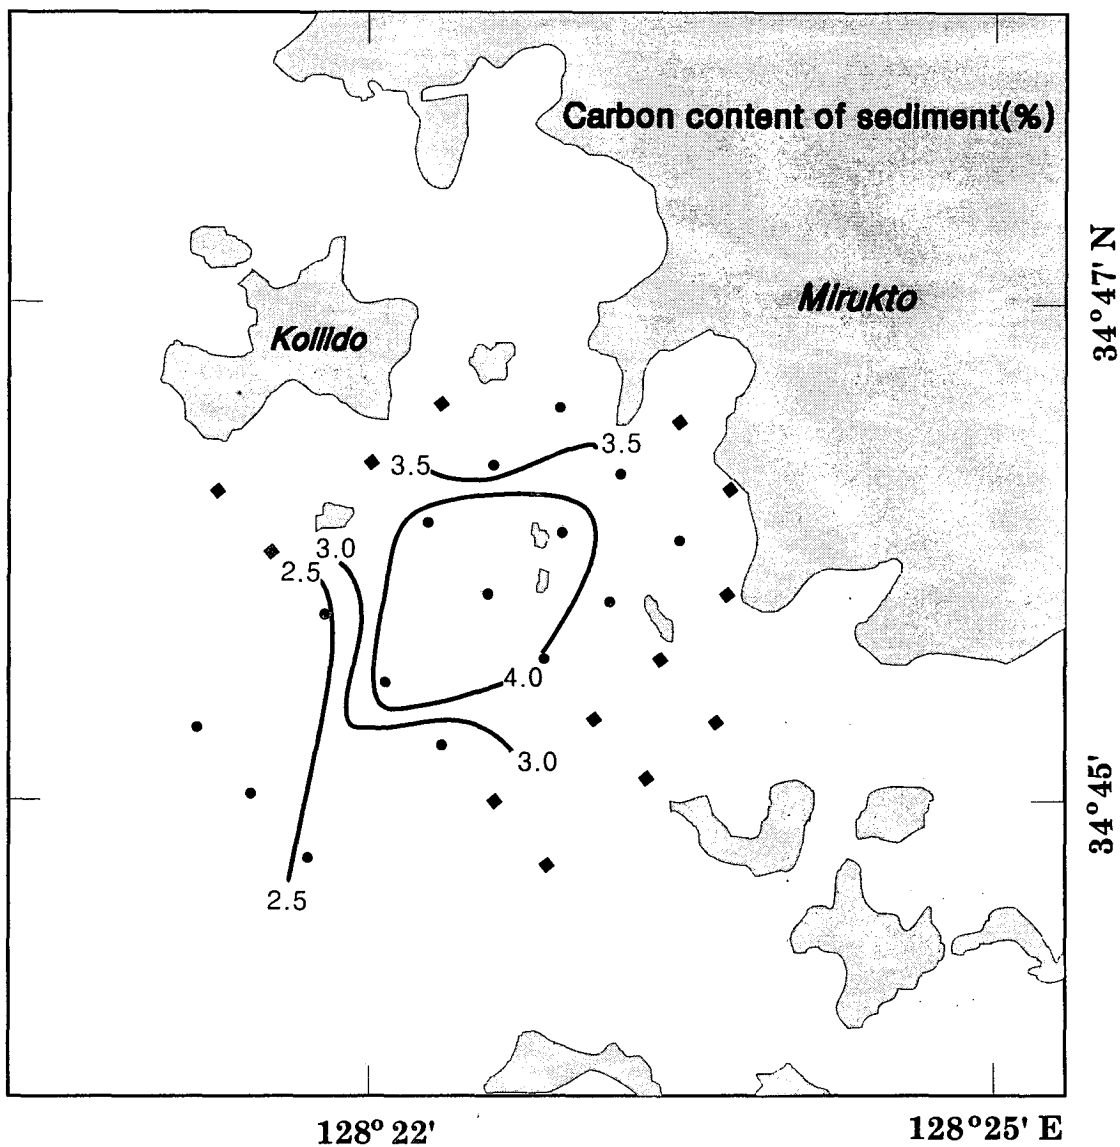 Carbon content of sediment(%)
34°47' N
Mirukto
Kollido
3.5
3.5
3.0
2.5
4.0
3.0
34°45'
2.5
128°22'
128°25' E